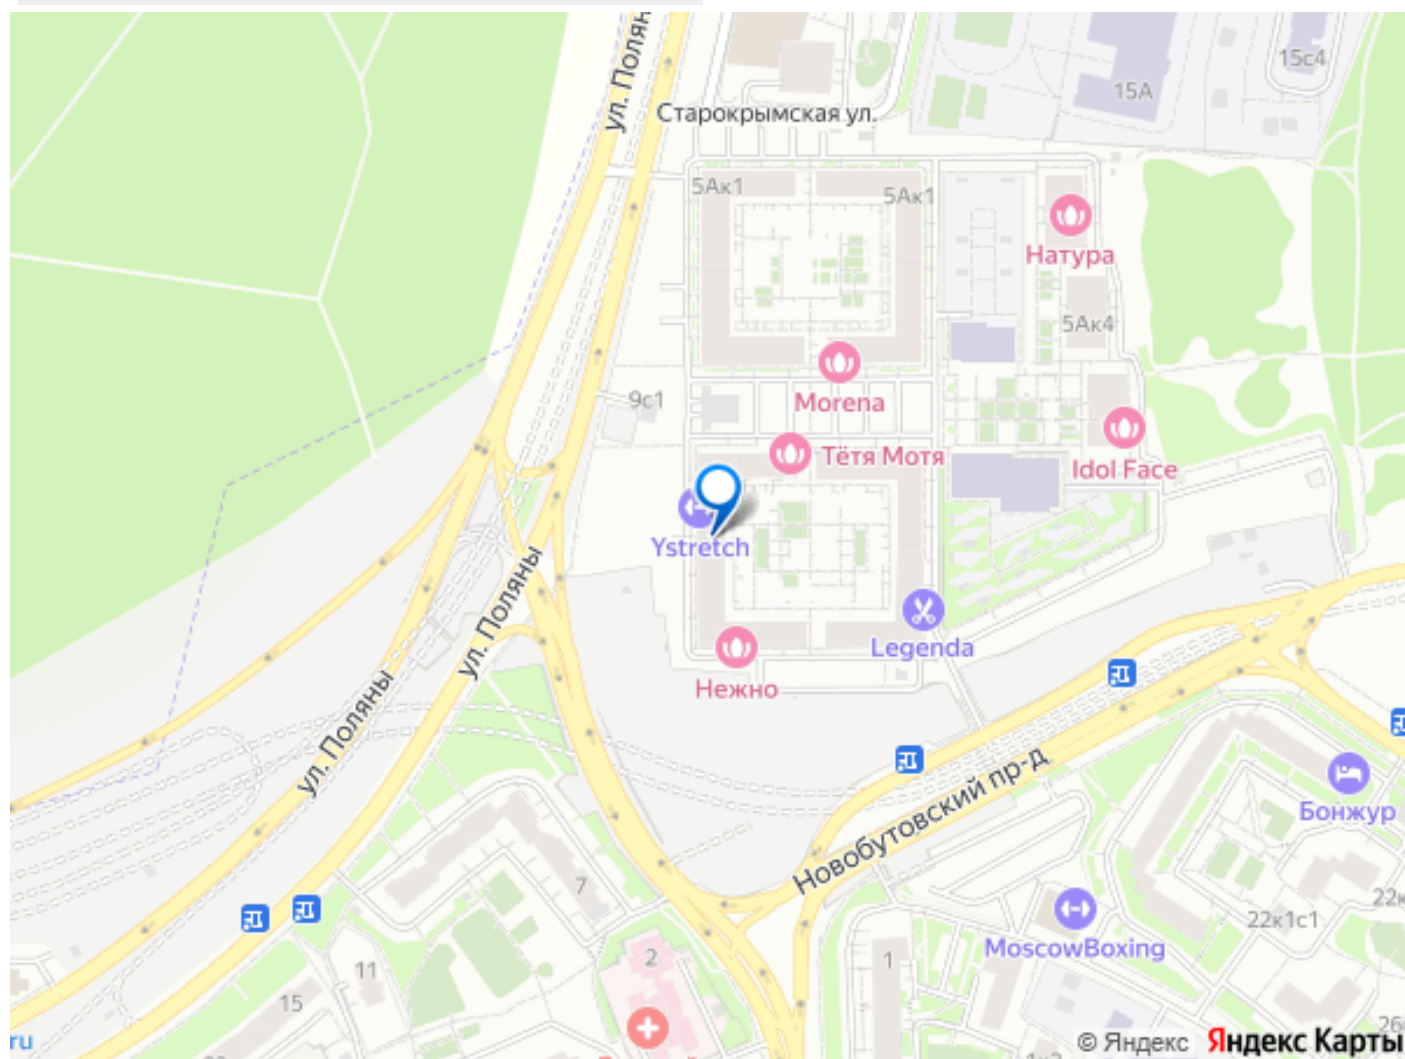 ул. Поляны
15с4
15А
Старокрымская ул.
5Ак1
5Ак1
Натура
5Ак4
9с1
Morena
Тётя Мотя
Idol Face
Ystretch
ул. Поляны
Legenda
Нежно
ул. Поляны
Новобутовский пр-д
Бонжур
7
22к1с1
MoscowBoxing
2
1
11
15
ru
© Яндекс Яндекс Карты